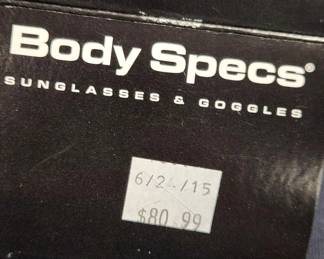 Body Specs®
SUNGLASSES & GOGGLES
$80.99